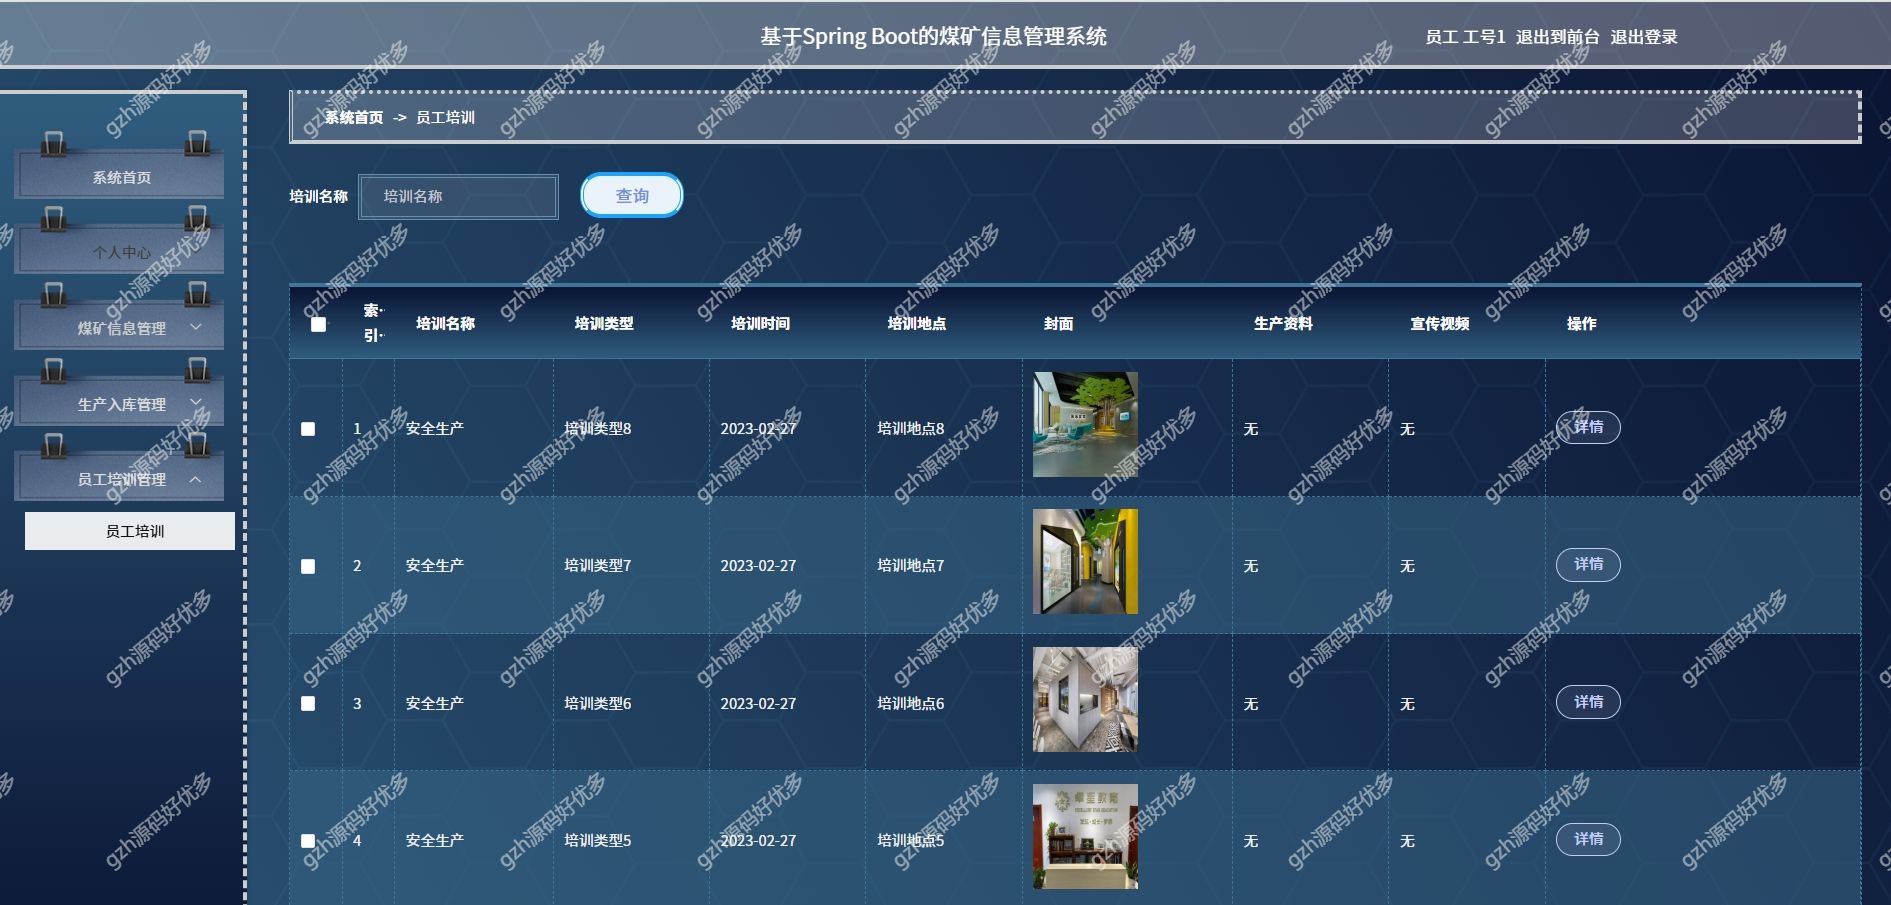 基于Spring Boot的煤矿信息管理系统
员工 工号1 退出到前台 退出登录
系统首页
个人中心
煤矿信息管理
生产入库管理
员工培训管理
员工培训
系统首页 -> 员工培训
培训名称 培训名称 查询
索引 培训名称 培训类型 培训时间 培训地点 封面 生产资料 宣传视频 操作
1 安全生产 培训类型8 2023-02-27 培训地点8 无 无 详情
2 安全生产 培训类型7 2023-02-27 培训地点7 无 无 详情
3 安全生产 培训类型6 2023-02-27 培训地点6 无 无 详情
4 安全生产 培训类型5 2023-02-27 培训地点5 无 无 详情
gzh源码好优多